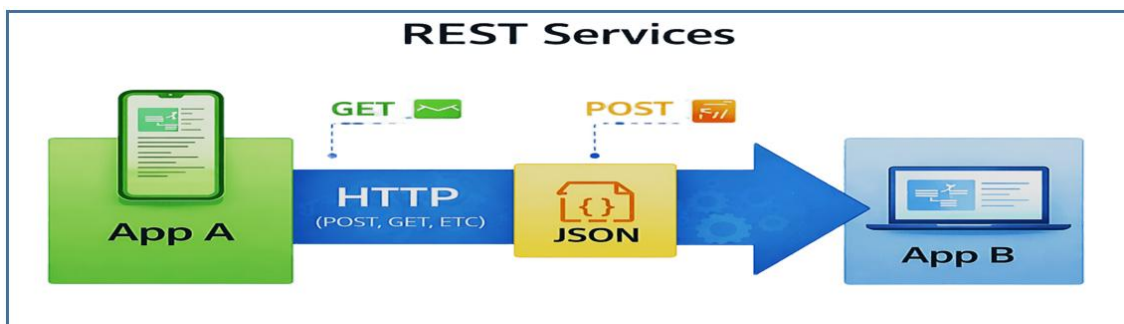 REST Services
GET
POST
HTTP
(POST, GET, ETC)
{}
JSON
App A
App B